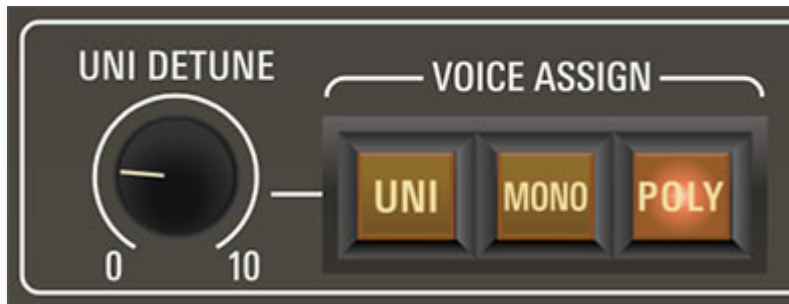 UNI DETUNE
VOICE ASSIGN
UNI
MONO
POLY
0
10